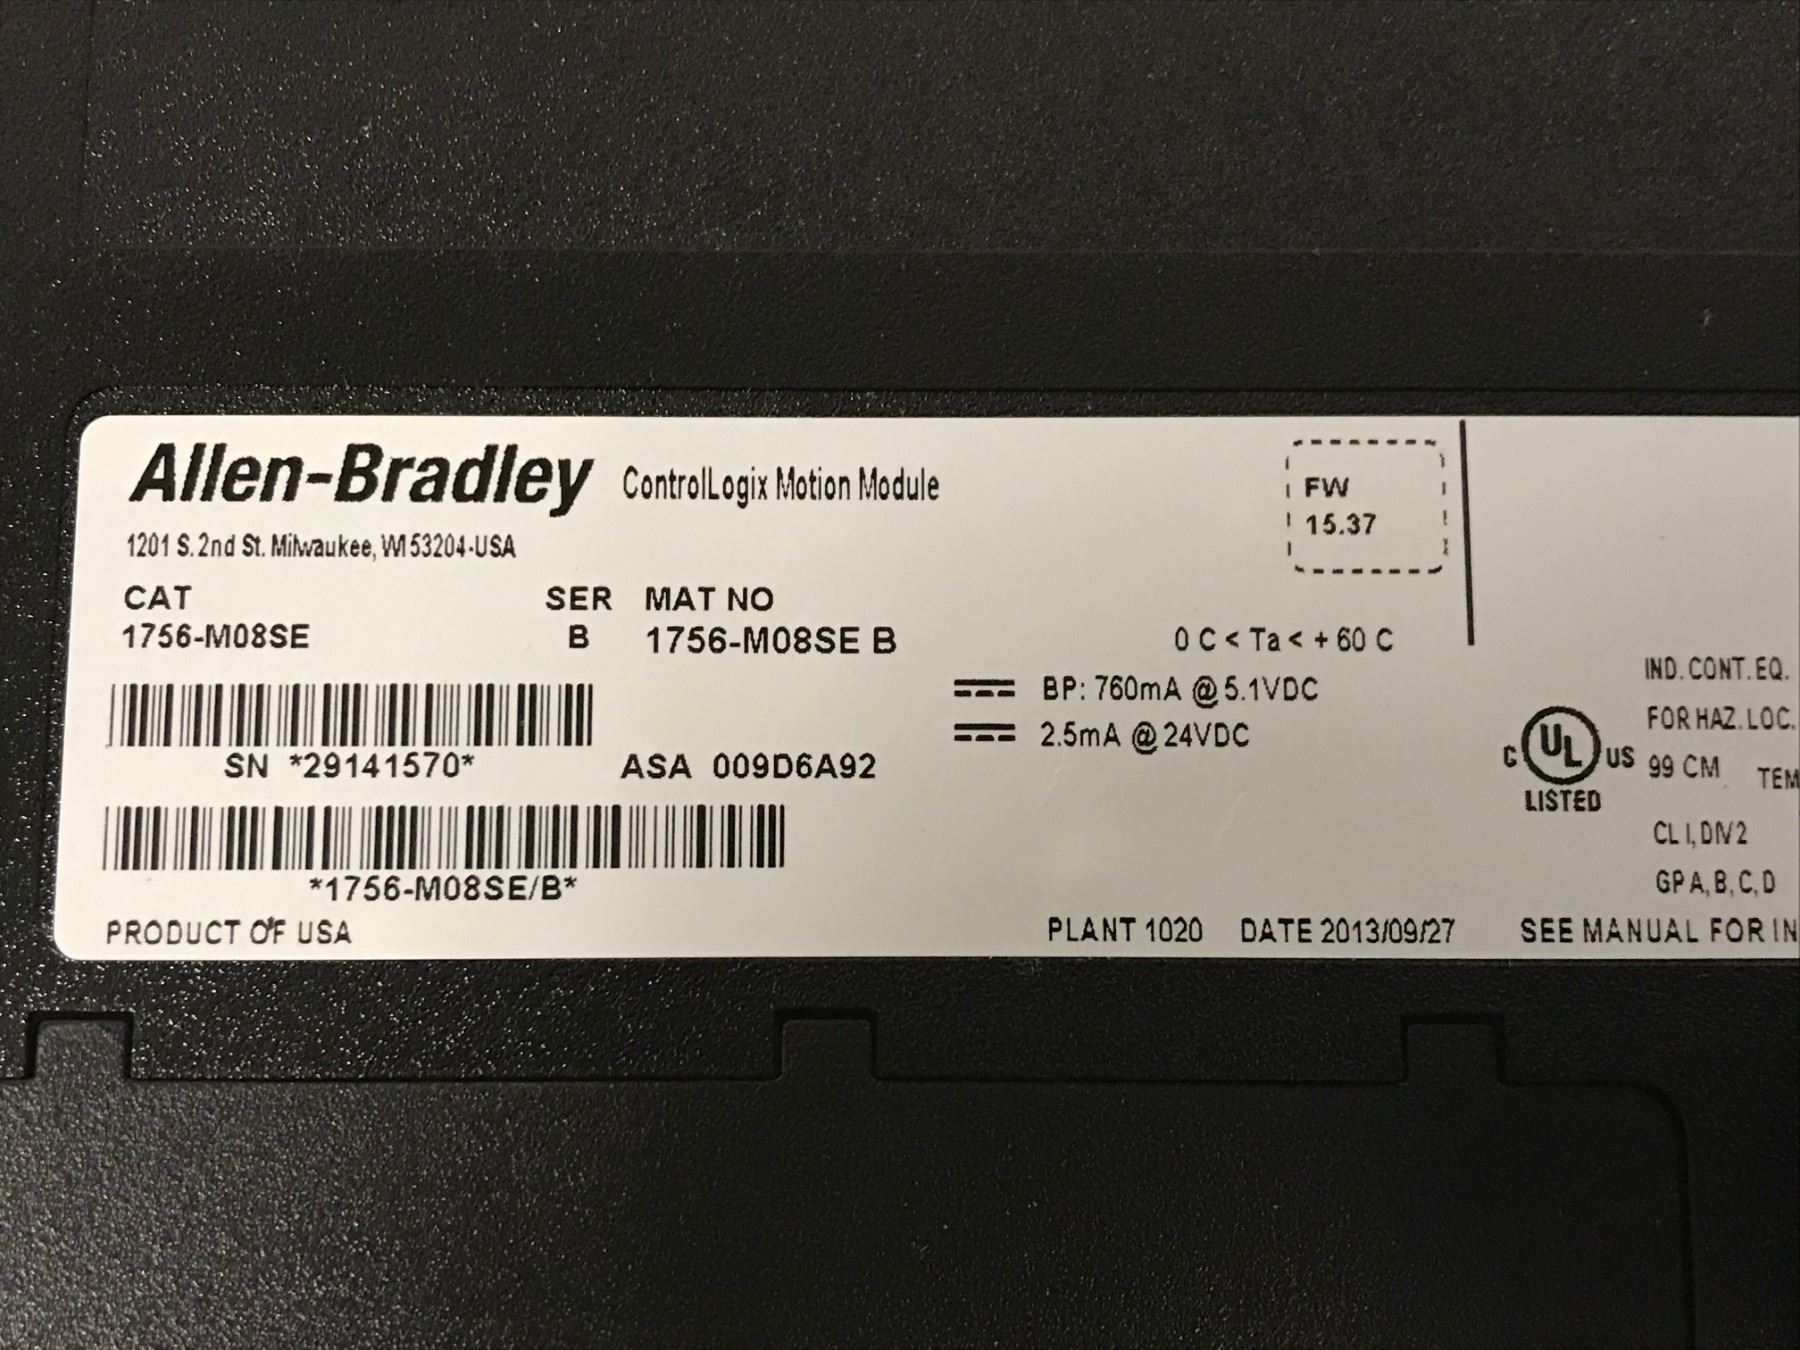 Allen-Bradley ControlLogix Motion Module
1201 S. 2nd St. Milwaukee, WI 53204-USA
FW
15.37
CAT SER MAT NO
1756-M08SE B 1756-M08SE B
0 C < Ta < + 60 C
BP: 760mA @ 5.1VDC
2.5mA @ 24VDC
SN *29141570* ASA 009D6A92
*1756-M08SE/B*
PRODUCT OF USA
PLANT 1020 DATE 2013/09/27
C UL US
LISTED
IND. CONT. EQ.
FOR HAZ. LOC.
99 CM
CL I, DIV 2
GP A, B, C, D
SEE MANUAL FOR